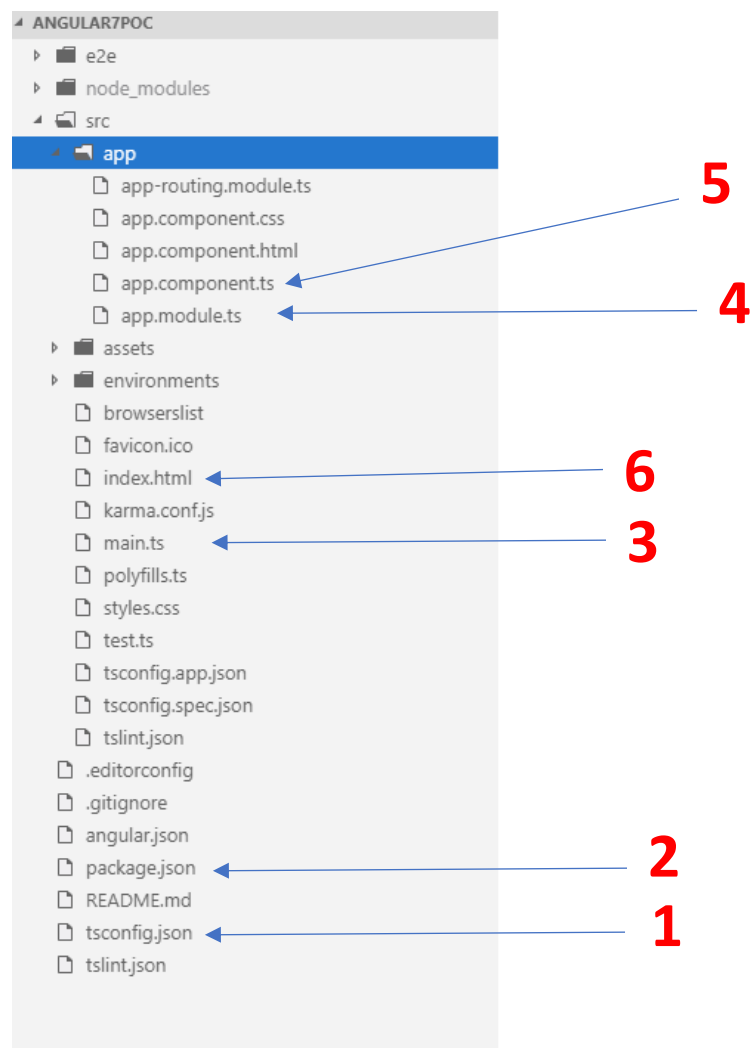 ANGULAR7POC
e2e
node_modules
src
app
app-routing.module.ts
app.component.css
app.component.html
app.component.ts
app.module.ts
assets
environments
browserslist
favicon.ico
index.html
karma.conf.js
main.ts
polyfills.ts
styles.css
test.ts
tsconfig.app.json
tsconfig.spec.json
tslint.json
.editorconfig
.gitignore
angular.json
package.json
README.md
tsconfig.json
tslint.json
5
4
6
3
2
1